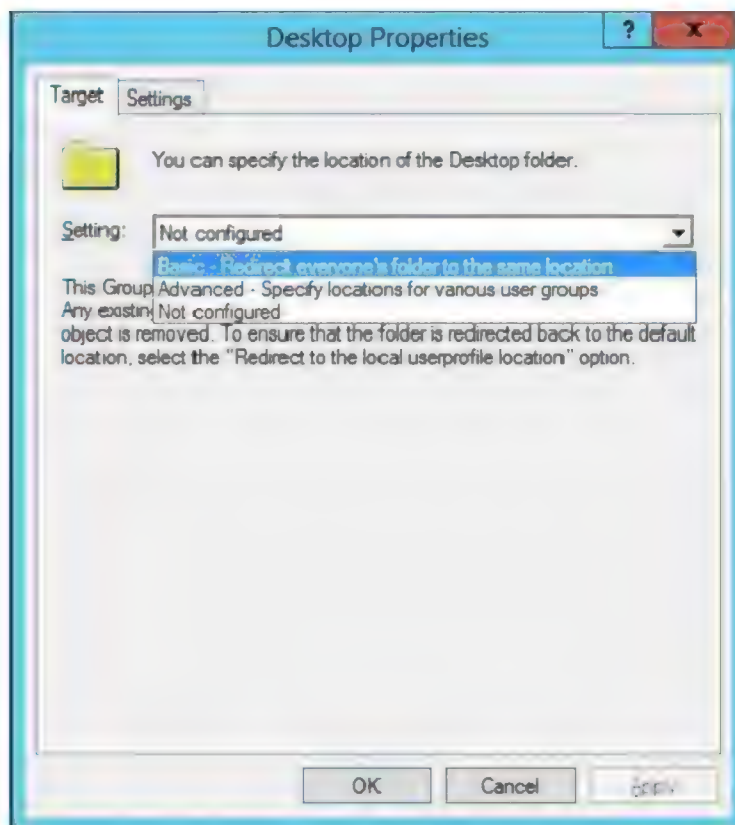 Desktop Properties
?
x
Target
Settings
You can specify the location of the Desktop folder.
Setting:
Not configured
Basic - Redirect everyone's folder to the same location
This Group
Advanced - Specify locations for various user groups
Any existin
Not configured
object is removed. To ensure that the folder is redirected back to the default
location, select the "Redirect to the local userprofile location" option.
OK
Cancel
Apply